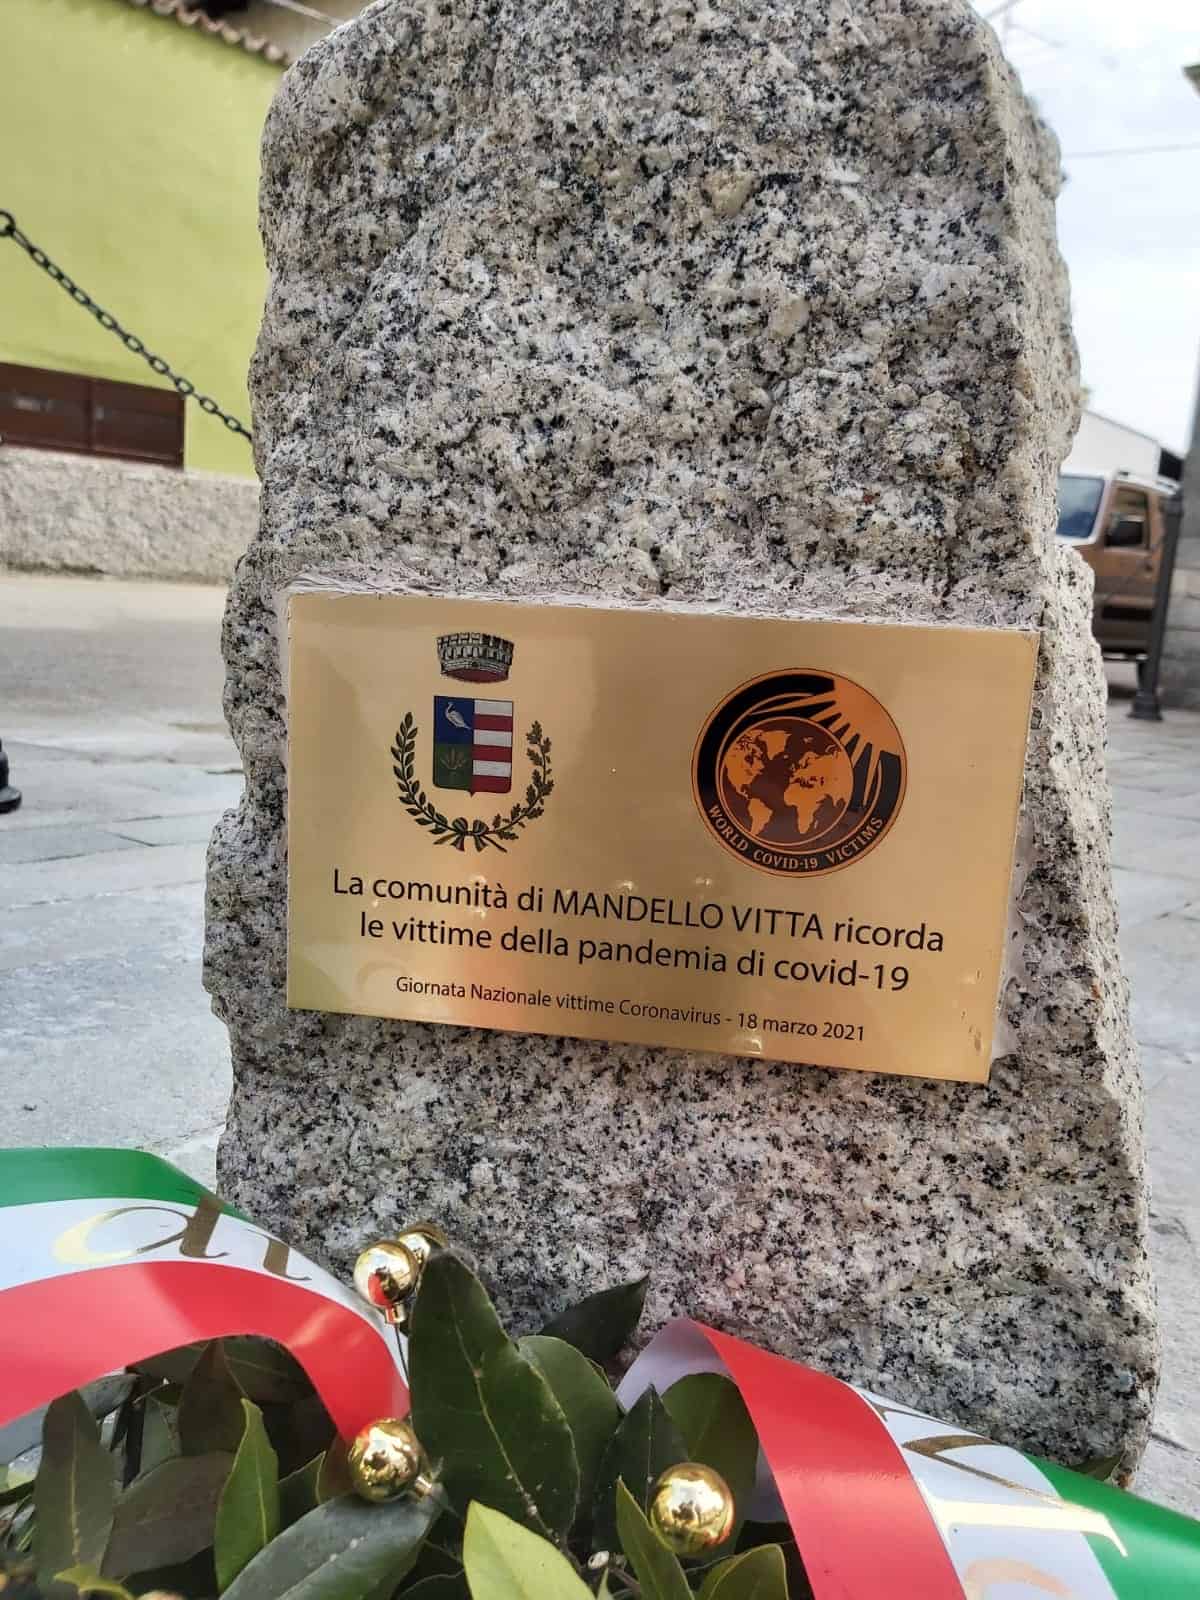 WORLD COVID-19 VICTIMS
La comunità di MANDELLO VITTA ricorda
le vittime della pandemia di covid-19
Giornata Nazionale vittime Coronavirus - 18 marzo 2021